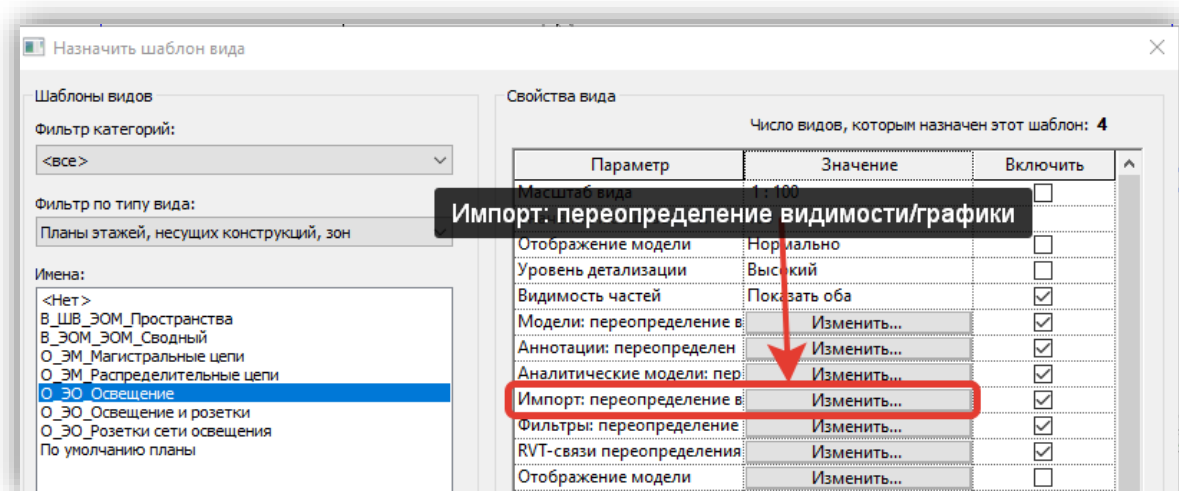 Назначить шаблон вида
Шаблоны видов
Фильтр категорий:
<все>
Фильтр по типу вида:
Планы этажей, несущих конструкций, зон
Имена:
<Нет>
В_ШВ_ЭОМ_Пространства
В_ЭОМ_ЭОМ_Сводный
О_ЭМ_Магистральные цепи
О_ЭМ_Распределительные цепи
О_ЭО_Освещение
О_ЭО_Освещение и розетки
О_ЭО_Розетки сети освещения
По умолчанию планы
Свойства вида
Число видов, которым назначен этот шаблон: 4
Параметр Значение Включить
Масштаб вида 1 : 100
Импорт: переопределение видимости/графики
Отображение модели Нормально
Уровень детализации Высокий
Видимость частей Показать оба
Модели: переопределение в Изменить...
Аннотации: переопределен Изменить...
Аналитические модели: пер Изменить...
Импорт: переопределение в Изменить...
Фильтры: переопределение Изменить...
RVT-связи переопределения Изменить...
Отображение модели Изменить...